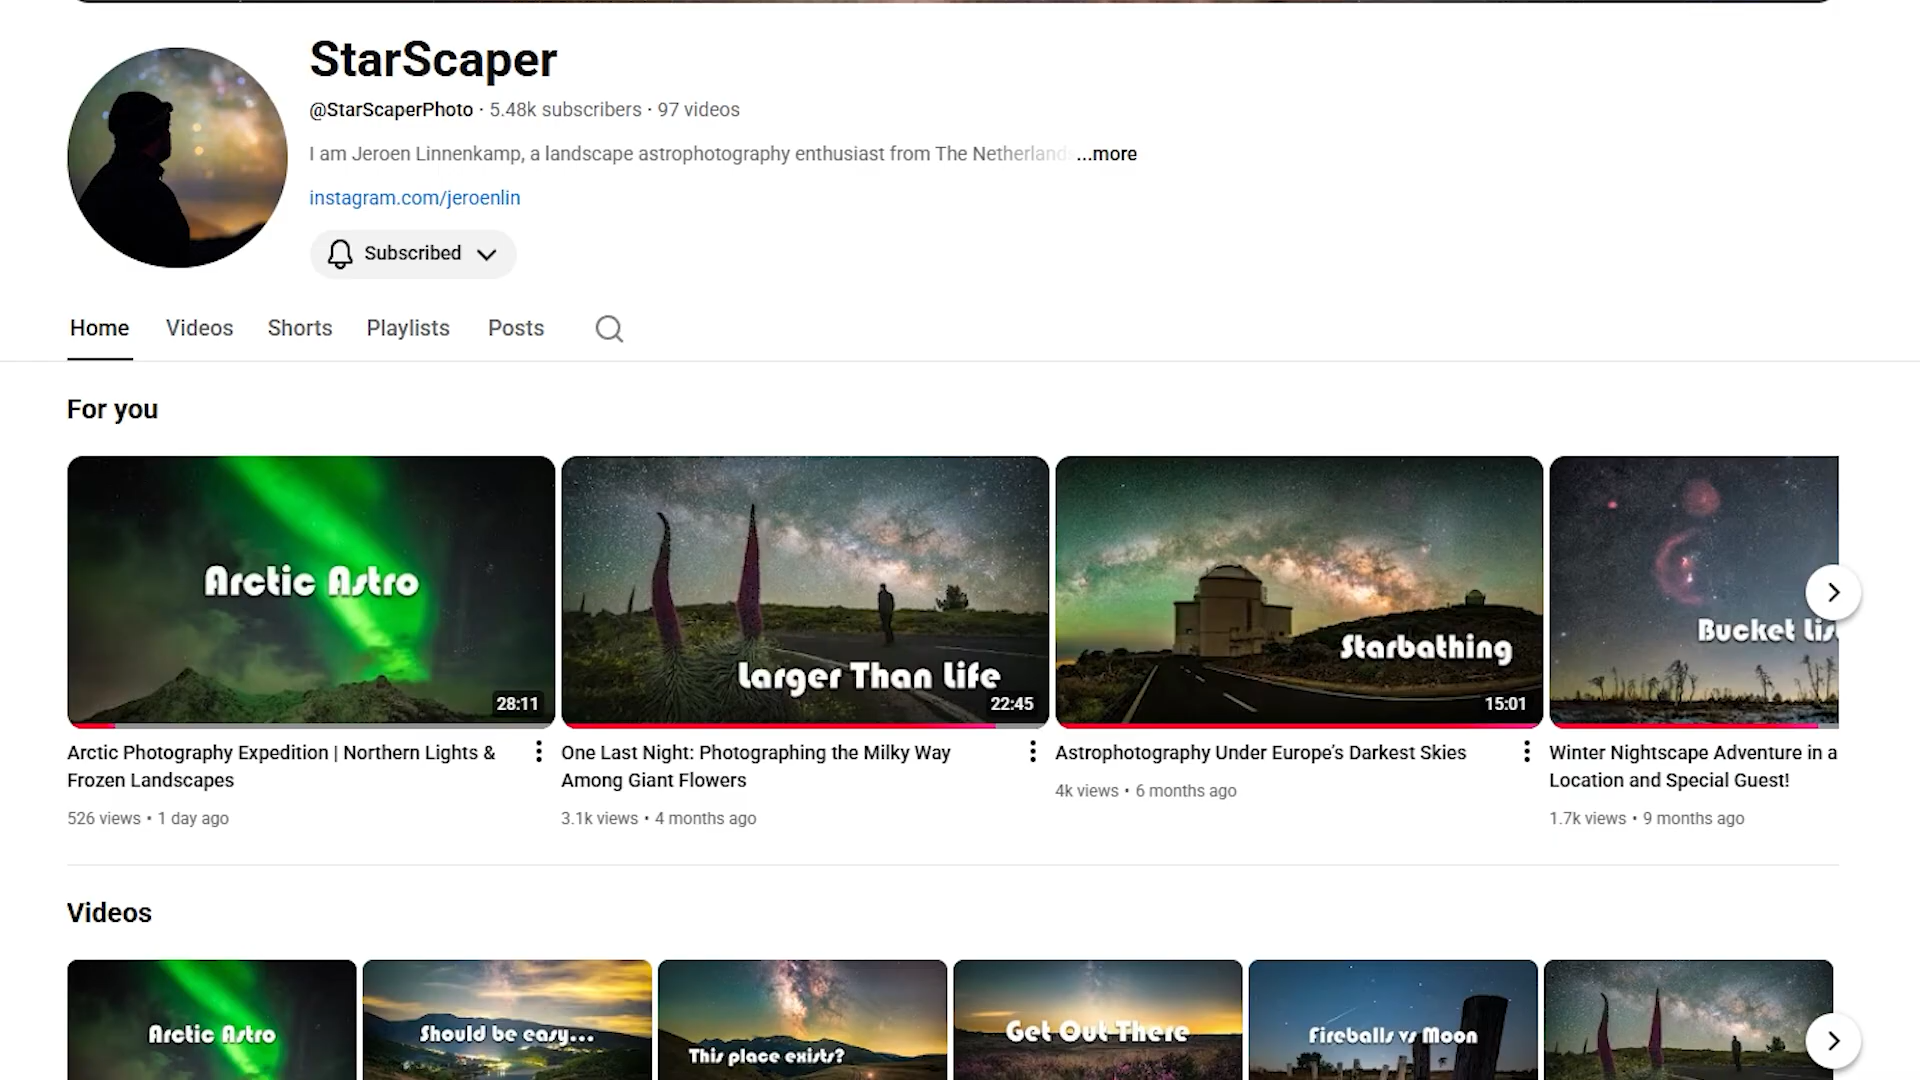 StarScaper
@StarScaperPhoto · 5.48k subscribers · 97 videos
I am Jeroen Linnenkamp, a landscape astrophotography enthusiast from The Netherlands ...more
instagram.com/jeroenlin
Subscribed
Home Videos Shorts Playlists Posts
For you
Arctic Astro
28:11
Larger Than Life
22:45
Starbathing
15:01
Bucket Lis
Arctic Photography Expedition | Northern Lights &
Frozen Landscapes
526 views • 1 day ago
One Last Night: Photographing the Milky Way
Among Giant Flowers
3.1k views • 4 months ago
Astrophotography Under Europe’s Darkest Skies
4k views • 6 months ago
Winter Nightscape Adventure in a
Location and Special Guest!
1.7k views • 9 months ago
Videos
Arctic Astro
Should be easy...
This place exists?
Get Out There
Fireballs vs Moon